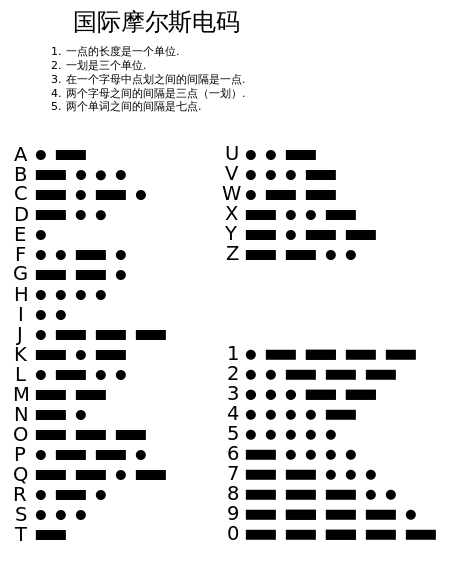 国际摩尔斯电码
1. 一点的长度是一个单位.
2. 一划是三个单位.
3. 在一个字母中点划之间的间隔是一点.
4. 两个字母之间的间隔是三点（一划）.
5. 两个单词之间的间隔是七点.
A
B
C
D
E
F
G
H
I
J
K
L
M
N
O
P
Q
R
S
T
U
V
W
X
Y
Z
1
2
3
4
5
6
7
8
9
0